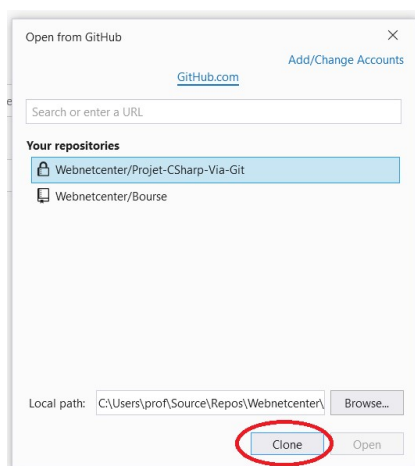 Open from GitHub
Add/Change Accounts
GitHub.com
Search or enter a URL
Your repositories
Webnetcenter/Projet-CSharp-Via-Git
Webnetcenter/Bourse
Local path: C:\Users\prof\Source\Repos\Webnetcenter\ Browse...
Clone Open